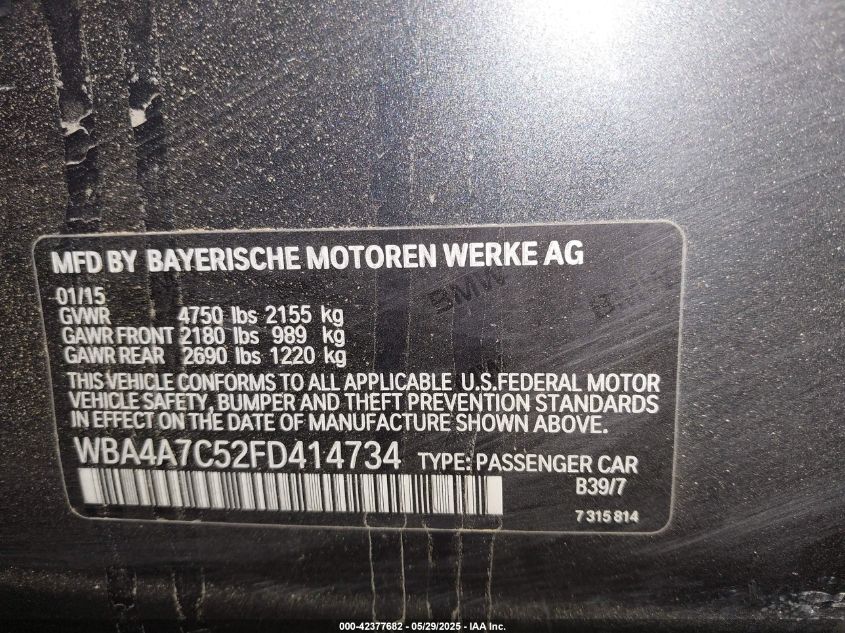 MFD BY BAYERISCHE MOTOREN WERKE AG
01/15
GVWR 4750 lbs 2155 kg
GAWR FRONT 2180 lbs 989 kg
GAWR REAR 2690 lbs 1220 kg
THIS VEHICLE CONFORMS TO ALL APPLICABLE U.S.FEDERAL MOTOR
VEHICLE SAFETY, BUMPER AND THEFT PREVENTION STANDARDS
IN EFFECT ON THE DATE OF MANUFACTURE SHOWN ABOVE.
WBA4A7C52FD414734 TYPE: PASSENGER CAR
B39/7
7 315 814
BMW
000-42377682 - 05/29/2025 - IAA Inc.